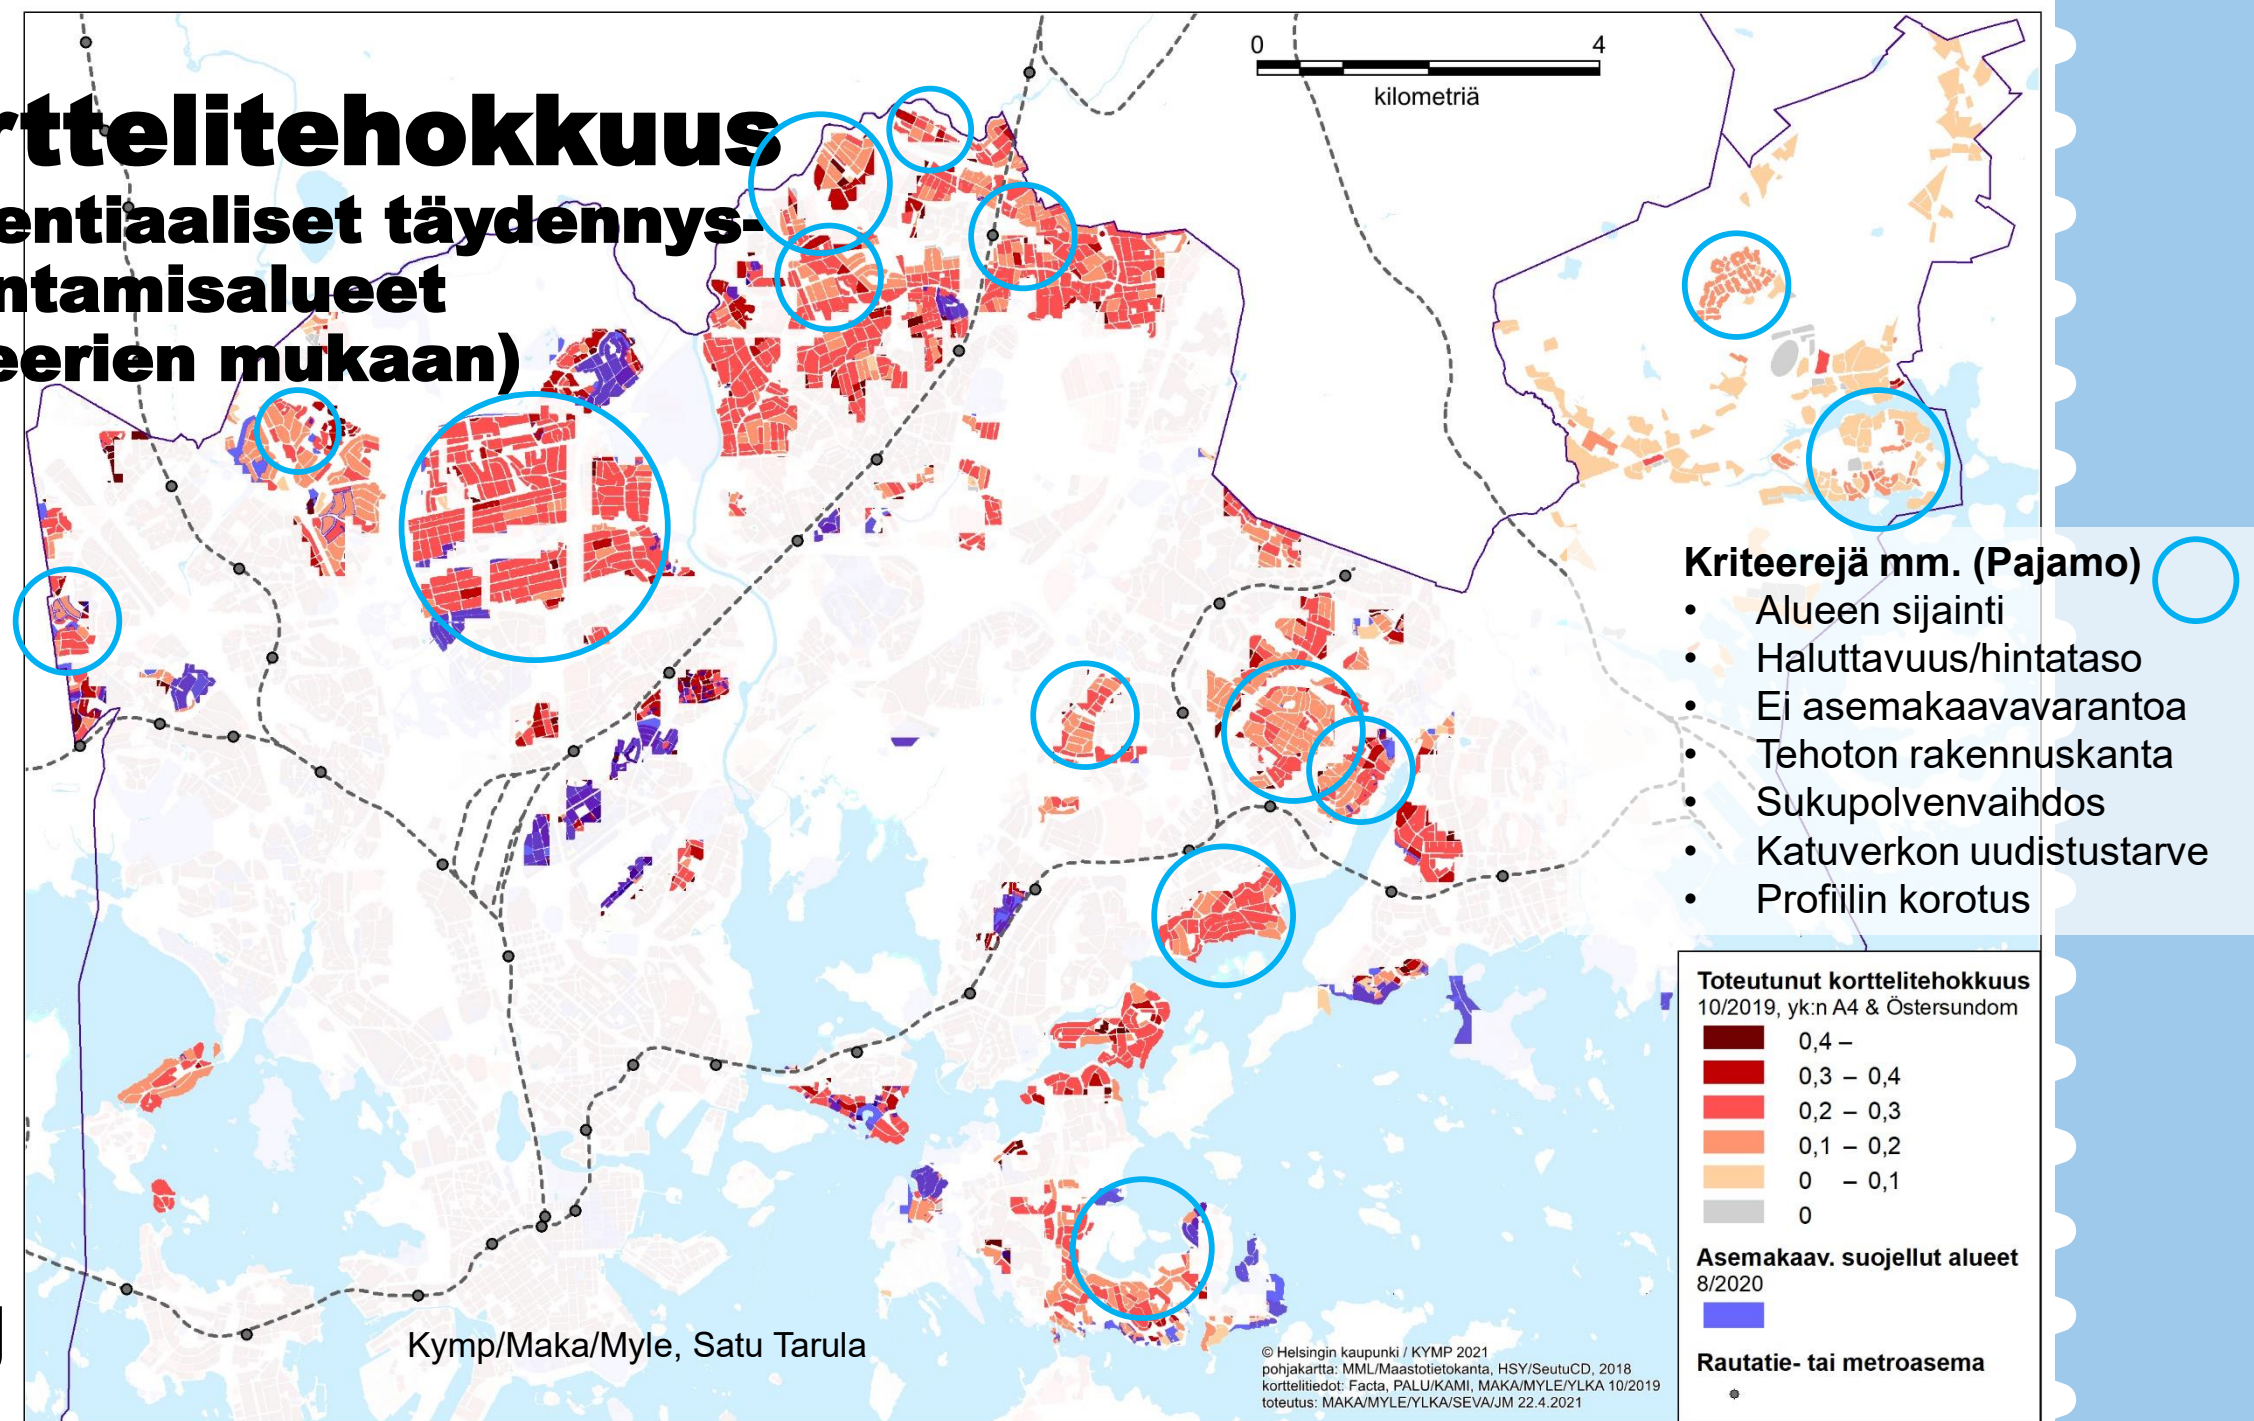 0 4
kilometriä
rttelitehokkuus
entiaaliset täydennys-
ntamisalueet
eerien mukaan)
Kriteerejä mm. (Pajamo)
• Alueen sijainti
• Haluttavuus/hintataso
• Ei asemakaavavarantoa
• Tehoton rakennuskanta
• Sukupolvenvaihdos
• Katuverkon uudistustarve
• Profiilin korotus
Toteutunut korttelitehokkuus
10/2019, yk:n A4 & Östersundom
0,4 –
0,3 – 0,4
0,2 – 0,3
0,1 – 0,2
0 – 0,1
0
Asemakaav. suojellut alueet
8/2020
Rautatie- tai metroasema
Kymp/Maka/Myle, Satu Tarula
© Helsingin kaupunki / KYMP 2021
pohjakartta: MML/Maastotietokanta, HSY/SeutuCD, 2018
korttelitiedot: Facta, PALU/KAMI, MAKA/MYLE/YLKA 10/2019
toteutus: MAKA/MYLE/YLKA/SEVA/JM 22.4.2021